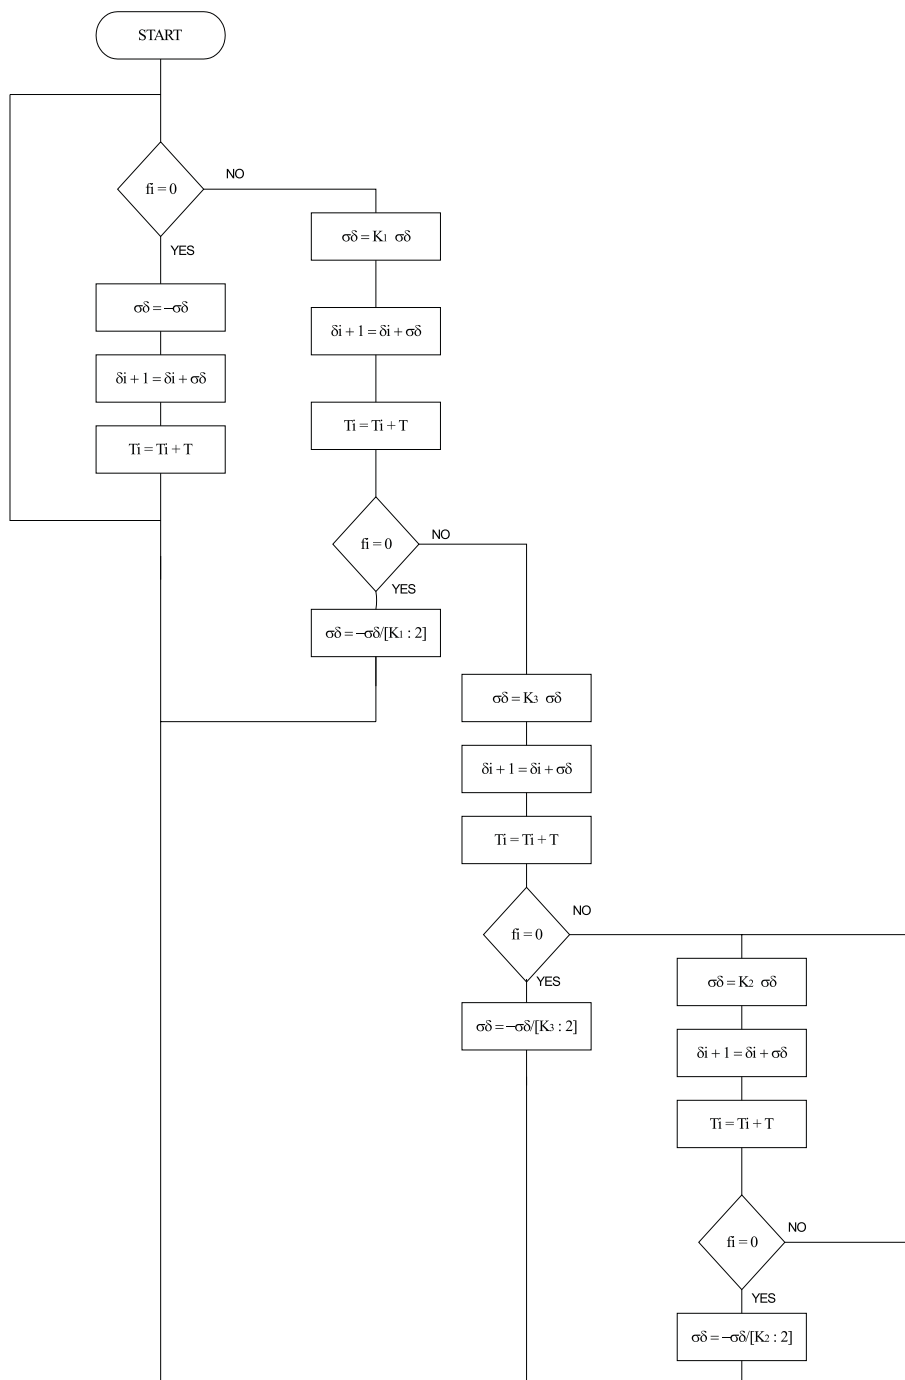 START
fi = 0
NO
YES
σδ = –σδ
δi + 1 = δi + σδ
Ti = Ti + T
σδ = K₁ σδ
δi + 1 = δi + σδ
Ti = Ti + T
fi = 0
NO
YES
σδ = –σδ/[K₁ : 2]
σδ = K₃ σδ
δi + 1 = δi + σδ
Ti = Ti + T
fi = 0
NO
YES
σδ = –σδ/[K₃ : 2]
σδ = K₂ σδ
δi + 1 = δi + σδ
Ti = Ti + T
fi = 0
NO
YES
σδ = –σδ/[K₂ : 2]